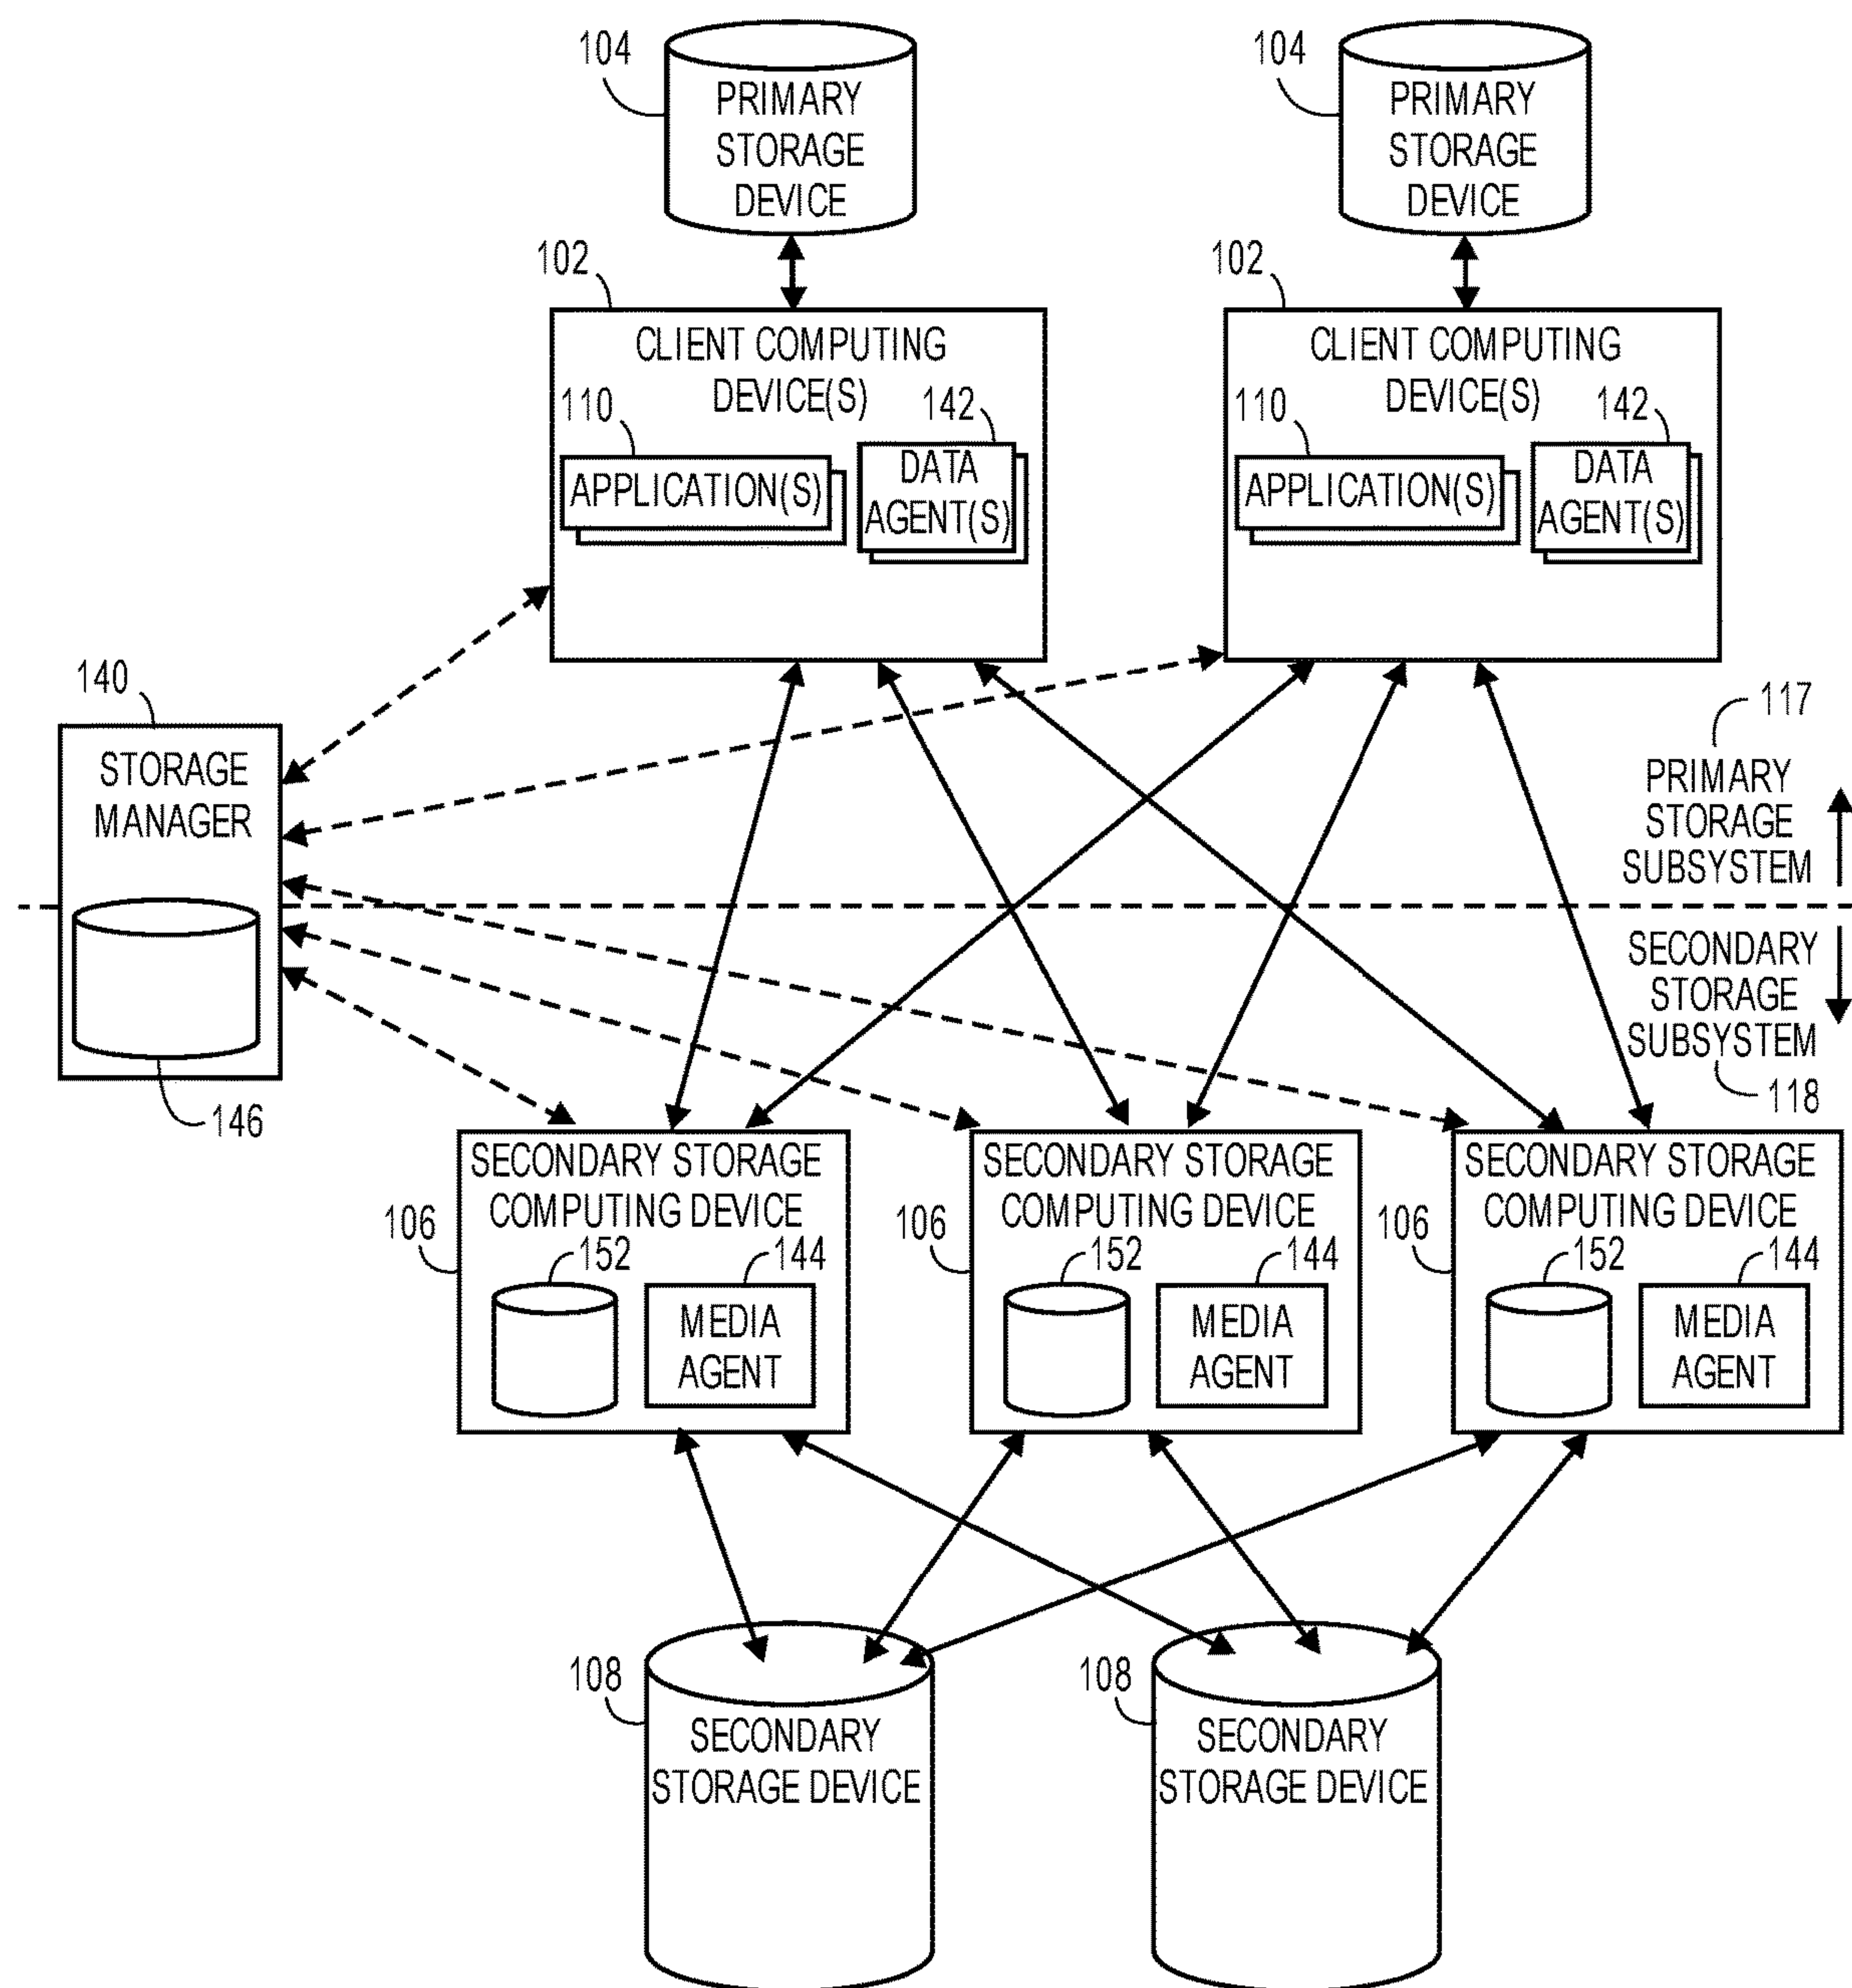 104
PRIMARY
STORAGE
DEVICE
104
PRIMARY
STORAGE
DEVICE
102
CLIENT COMPUTING
DEVICE(S)
110
142
APPLICATION(S)
DATA
AGENT(S)
102
CLIENT COMPUTING
DEVICE(S)
110
142
APPLICATION(S)
DATA
AGENT(S)
140
STORAGE
MANAGER
146
117
PRIMARY
STORAGE
SUBSYSTEM
SECONDARY
STORAGE
SUBSYSTEM
118
106
SECONDARY STORAGE
COMPUTING DEVICE
152
144
MEDIA
AGENT
106
SECONDARY STORAGE
COMPUTING DEVICE
152
144
MEDIA
AGENT
106
SECONDARY STORAGE
COMPUTING DEVICE
152
144
MEDIA
AGENT
108
SECONDARY
STORAGE DEVICE
108
SECONDARY
STORAGE DEVICE